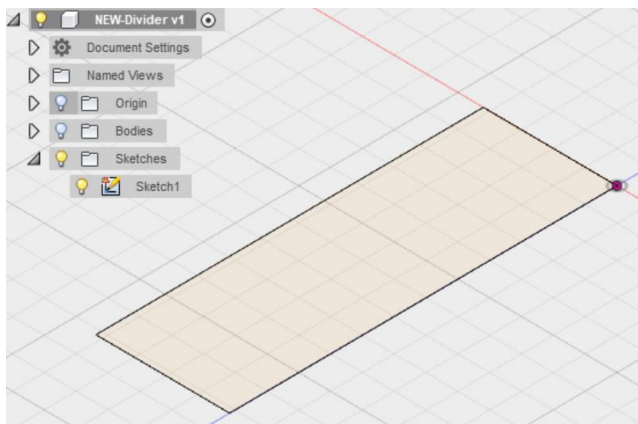 NEW-Divider v1
Document Settings
Named Views
Origin
Bodies
Sketches
Sketch1